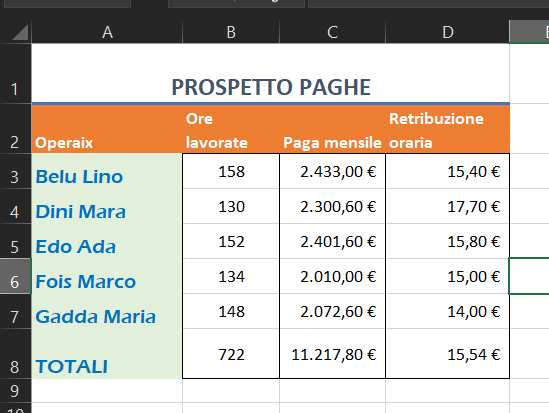 A B C D
1 PROSPETTO PAGHE
2 Operaix Ore lavorate Paga mensile Retribuzione oraria
3 Belu Lino 158 2.433,00 € 15,40 €
4 Dini Mara 130 2.300,60 € 17,70 €
5 Edo Ada 152 2.401,60 € 15,80 €
6 Fois Marco 134 2.010,00 € 15,00 €
7 Gadda Maria 148 2.072,60 € 14,00 €
8 TOTALI 722 11.217,80 € 15,54 €
9